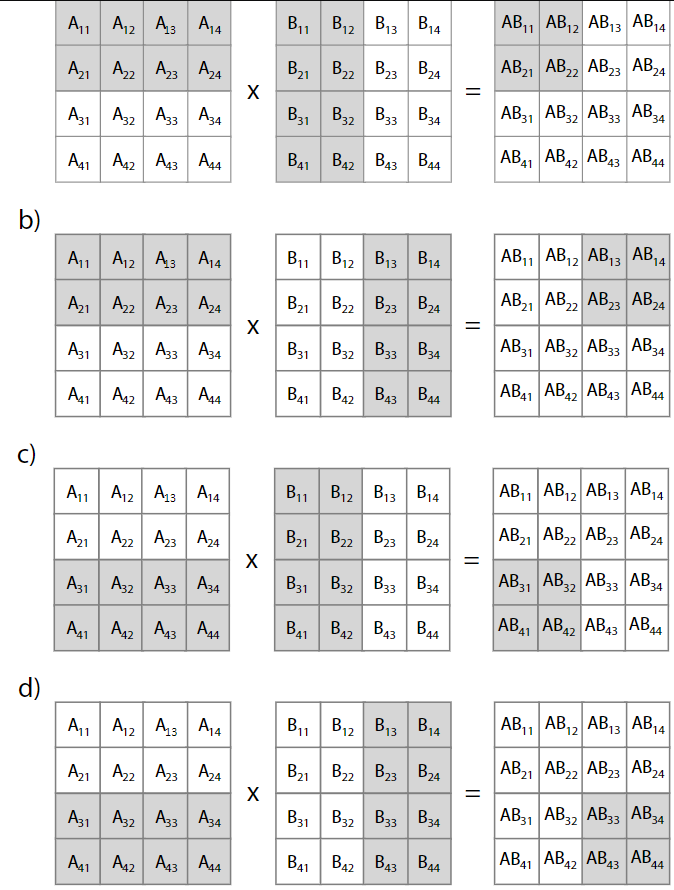 A11 A12 A13 A14 B11 B12 B13 B14 AB11 AB12 AB13 AB14
A21 A22 A23 A24 B21 B22 B23 B24 AB21 AB22 AB23 AB24
x =
A31 A32 A33 A34 B31 B32 B33 B34 AB31 AB32 AB33 AB34
A41 A42 A43 A44 B41 B42 B43 B44 AB41 AB42 AB43 AB44
b)
A11 A12 A13 A14 B11 B12 B13 B14 AB11 AB12 AB13 AB14
A21 A22 A23 A24 B21 B22 B23 B24 AB21 AB22 AB23 AB24
x =
A31 A32 A33 A34 B31 B32 B33 B34 AB31 AB32 AB33 AB34
A41 A42 A43 A44 B41 B42 B43 B44 AB41 AB42 AB43 AB44
c)
A11 A12 A13 A14 B11 B12 B13 B14 AB11 AB12 AB13 AB14
A21 A22 A23 A24 B21 B22 B23 B24 AB21 AB22 AB23 AB24
x =
A31 A32 A33 A34 B31 B32 B33 B34 AB31 AB32 AB33 AB34
A41 A42 A43 A44 B41 B42 B43 B44 AB41 AB42 AB43 AB44
d)
A11 A12 A13 A14 B11 B12 B13 B14 AB11 AB12 AB13 AB14
A21 A22 A23 A24 B21 B22 B23 B24 AB21 AB22 AB23 AB24
x =
A31 A32 A33 A34 B31 B32 B33 B34 AB31 AB32 AB33 AB34
A41 A42 A43 A44 B41 B42 B43 B44 AB41 AB42 AB43 AB44